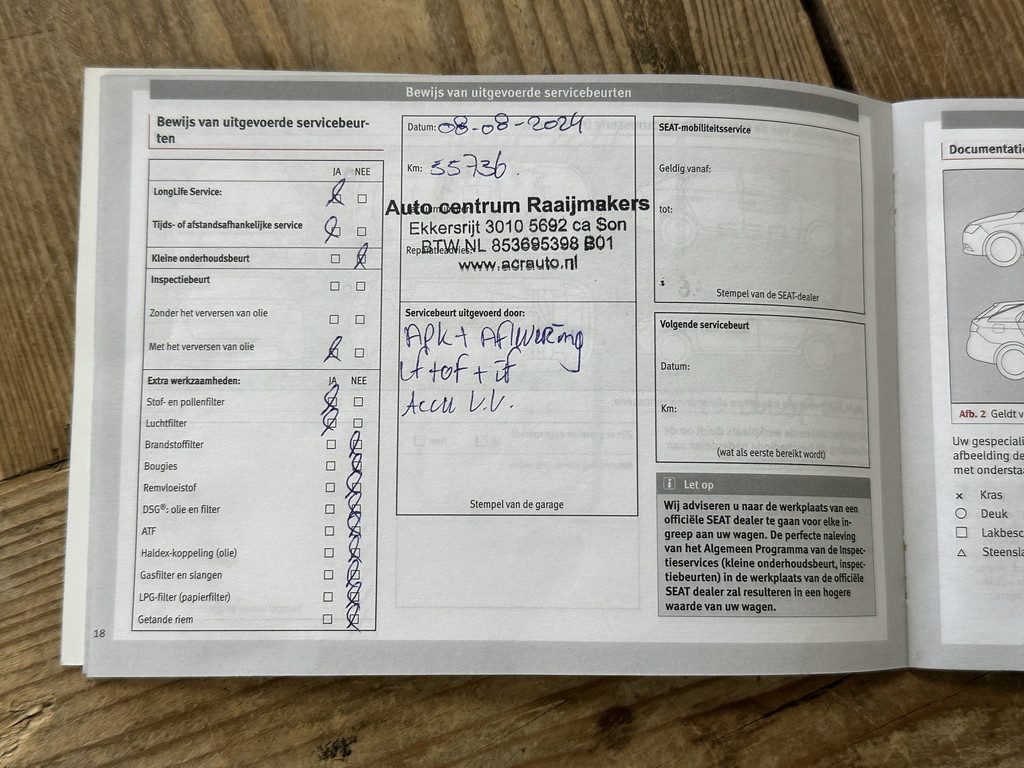 Bewijs van uitgevoerde servicebeurten
Bewijs van uitgevoerde servicebeur-
ten
JA NEE
LongLife Service:
Tijds- of afstandsafhankelijke service
Kleine onderhoudsbeurt
Inspectiebeurt
Zonder het verversen van olie
Met het verversen van olie
Extra werkzaamheden: JA NEE
Stof- en pollenfilter
Luchtfilter
Brandstoffilter
Bougies
Remvloeistof
DSG®: olie en filter
ATF
Haldex-koppeling (olie)
Gasfilter en slangen
LPG-filter (papierfilter)
Getande riem
18
Datum: 08-08-2024
Km: 55736.
Auto centrum Raaijmakers
Ekkersrijt 3010 5692 ca Son
BTW NL 853695398 B01
Reparatieadvies:
www.acrauto.nl
Servicebeurt uitgevoerd door:
APK + Aflevering
Lf + of + if
Accu V.V.
Stempel van de garage
SEAT-mobiliteitsservice
Geldig vanaf:
tot:
Stempel van de SEAT-dealer
Volgende servicebeurt
Datum:
Km:
(wat als eerste bereikt wordt)
i Let op
Wij adviseren u naar de werkplaats van een
officiële SEAT dealer te gaan voor elke in-
greep aan uw wagen. De perfecte naleving
van het Algemeen Programma van de Inspec-
tieservices (kleine onderhoudsbeurt, inspec-
tiebeurten) in de werkplaats van de officiële
SEAT dealer zal resulteren in een hogere
waarde van uw wagen.
Documentatie
Afb. 2 Geldt v
Uw gespeciali
afbeelding de
met onderstaa
Kras
Deuk
Lakbesc
Steensla